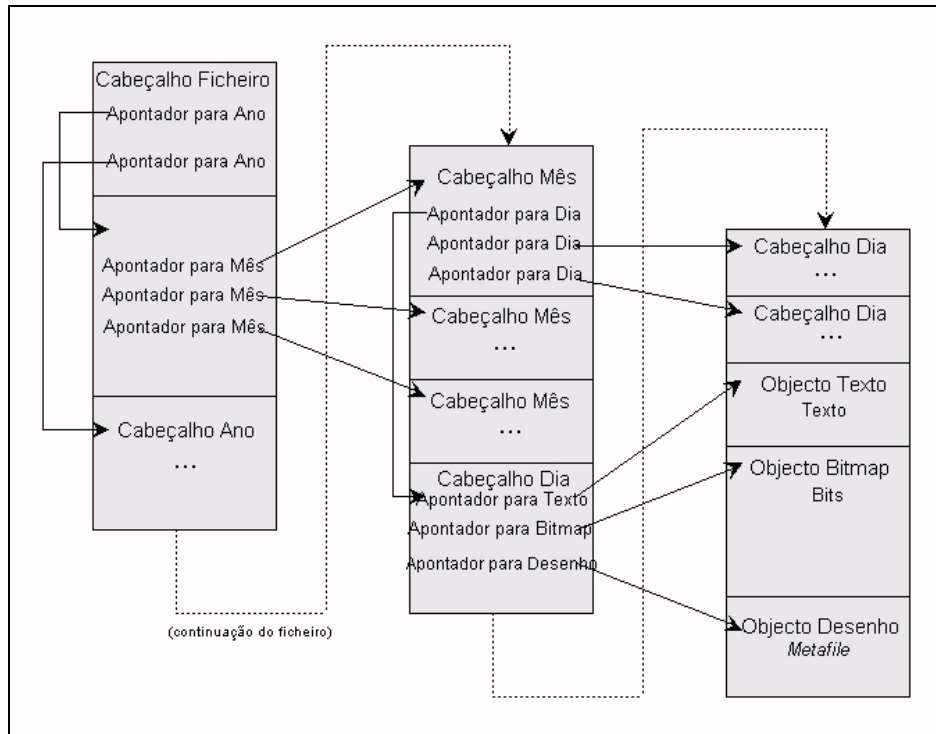 Cabeçalho Ficheiro
Apontador para Ano
Apontador para Ano
Apontador para Mês
Apontador para Mês
Apontador para Mês
Cabeçalho Ano
...
(continuação do ficheiro)
Cabeçalho Mês
Apontador para Dia
Apontador para Dia
Apontador para Dia
Cabeçalho Mês
...
Cabeçalho Mês
...
Cabeçalho Dia
Apontador para Texto
Apontador para Bitmap
Apontador para Desenho
Cabeçalho Dia
...
Cabeçalho Dia
...
Objecto Texto
Texto
Objecto Bitmap
Bits
Objecto Desenho
Metafile